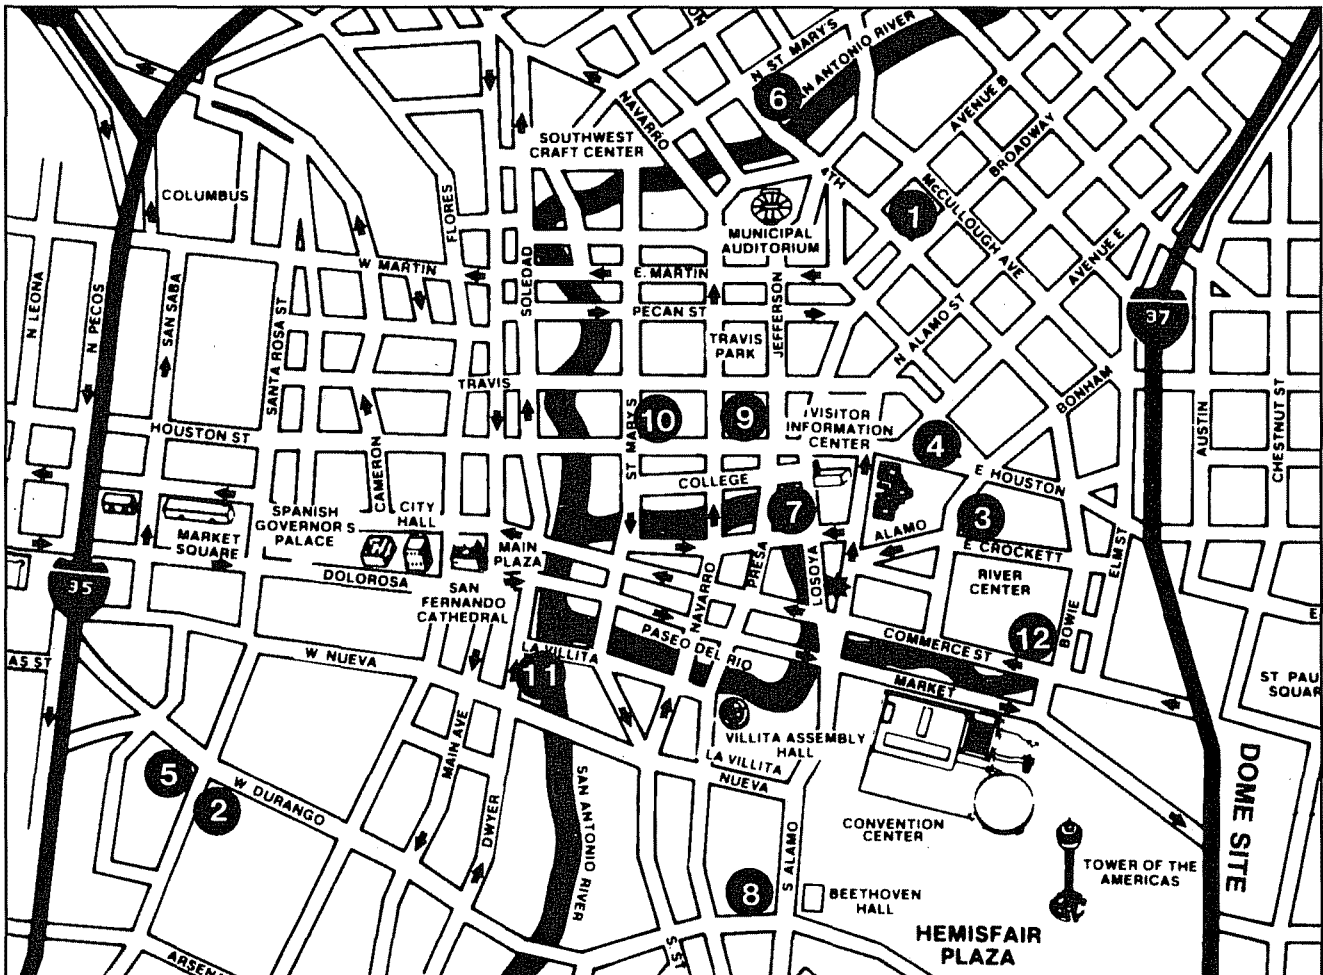 N ST MARY'S
AN ANTONIO RIVER
6
NAVARRO
AVENUE B
BROADWAY
SOUTHWEST
CRAFT CENTER
4TH
McCULLOUGH AVE
1
COLUMBUS
FLORES
MUNICIPAL
AUDITORIUM
AVENUE E
W MARTIN
E. MARTIN
SOLEDAD
N LEONA
N PECOS
SAN SABA
SANTA ROSA ST
PECAN ST
JEFFERSON
N ALAMO ST
37
TRAVIS
PARK
TRAVIS
BONHAM
AUSTIN
CHESTNUT ST
HOUSTON ST
CAMERON
ST MARY S
10
9
VISITOR
INFORMATION
CENTER
4
E HOUSTON
COLLEGE
SPANISH
GOVERNOR S
PALACE
CITY
HALL
7
3
ALAMO
MARKET
SQUARE
MAIN
PLAZA
E CROCKETT
ELM ST
DOLOROSA
PRESA
LOSOYA
RIVER
CENTER
35
SAN
FERNANDO
CATHEDRAL
NAVARRO
BOWIE
12
AS ST
W NUEVA
LA VILLITA
PASEO DEL RIO
COMMERCE ST
E
11
MARKET
ST PAU
SQUAR
MAIN AVE
VILLITA ASSEMBLY
HALL
LA VILLITA
NUEVA
5
2
W DURANGO
DWYER
SAN ANTONIO RIVER
CONVENTION
CENTER
DOME SITE
S ALAMO
8
BEETHOVEN
HALL
TOWER OF THE
AMERICAS
HEMISFAIR
PLAZA
S. ST
ARSEN